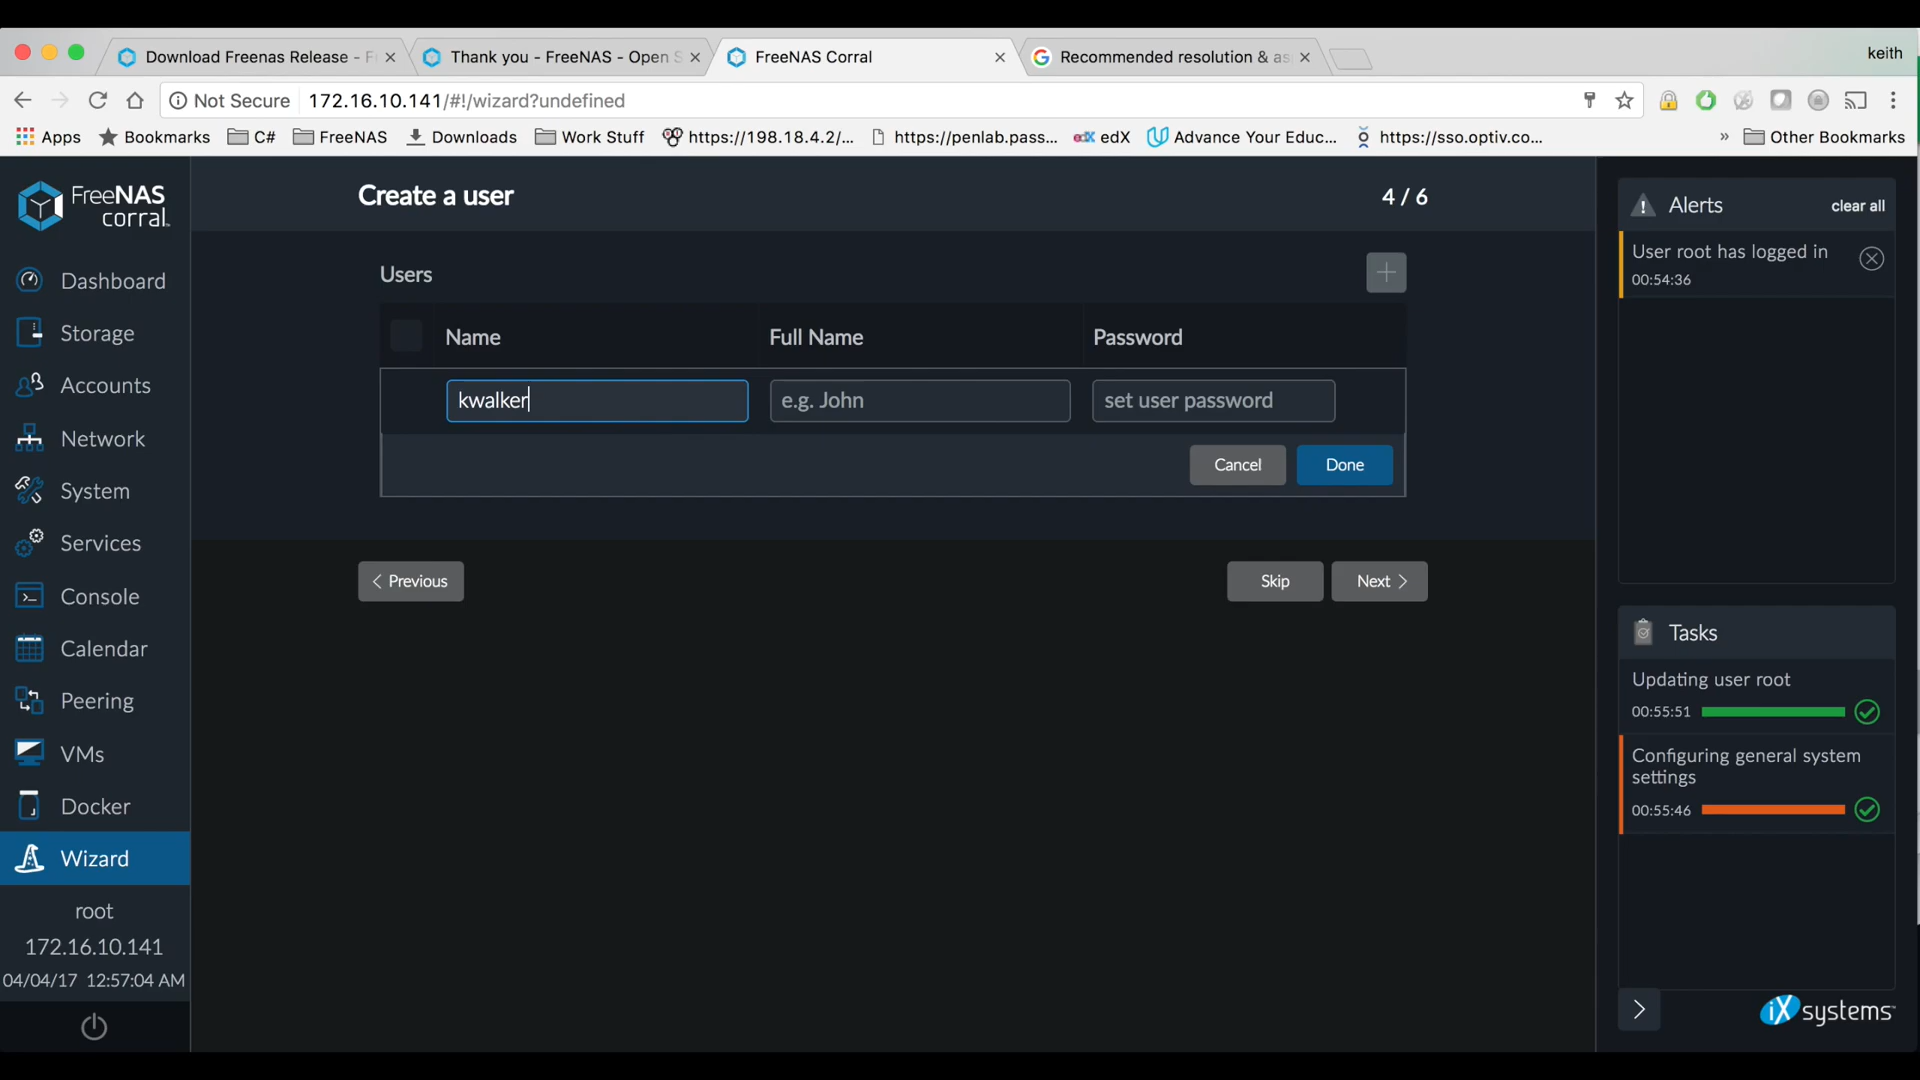 keith
Download Freenas Release - F
Thank you - FreeNAS - Open S
FreeNAS Corral
Recommended resolution & as
Not Secure
172.16.10.141/#!/wizard?undefined
Apps
Bookmarks
C#
FreeNAS
Downloads
Work Stuff
https://198.18.4.2/...
https://penlab.pass...
edX
edX
Advance Your Educ...
https://sso.optiv.co...
»
Other Bookmarks
FreeNAS
corral
Create a user
4 / 6
Users
Name
Full Name
Password
kwalker
e.g. John
set user password
Cancel
Done
< Previous
Skip
Next >
Dashboard
Storage
Accounts
Network
System
Services
Console
Calendar
Peering
VMs
Docker
Wizard
root
172.16.10.141
04/04/17 12:57:04 AM
Alerts
clear all
User root has logged in
00:54:36
Tasks
Updating user root
00:55:51
Configuring general system
settings
00:55:46
iXsystems